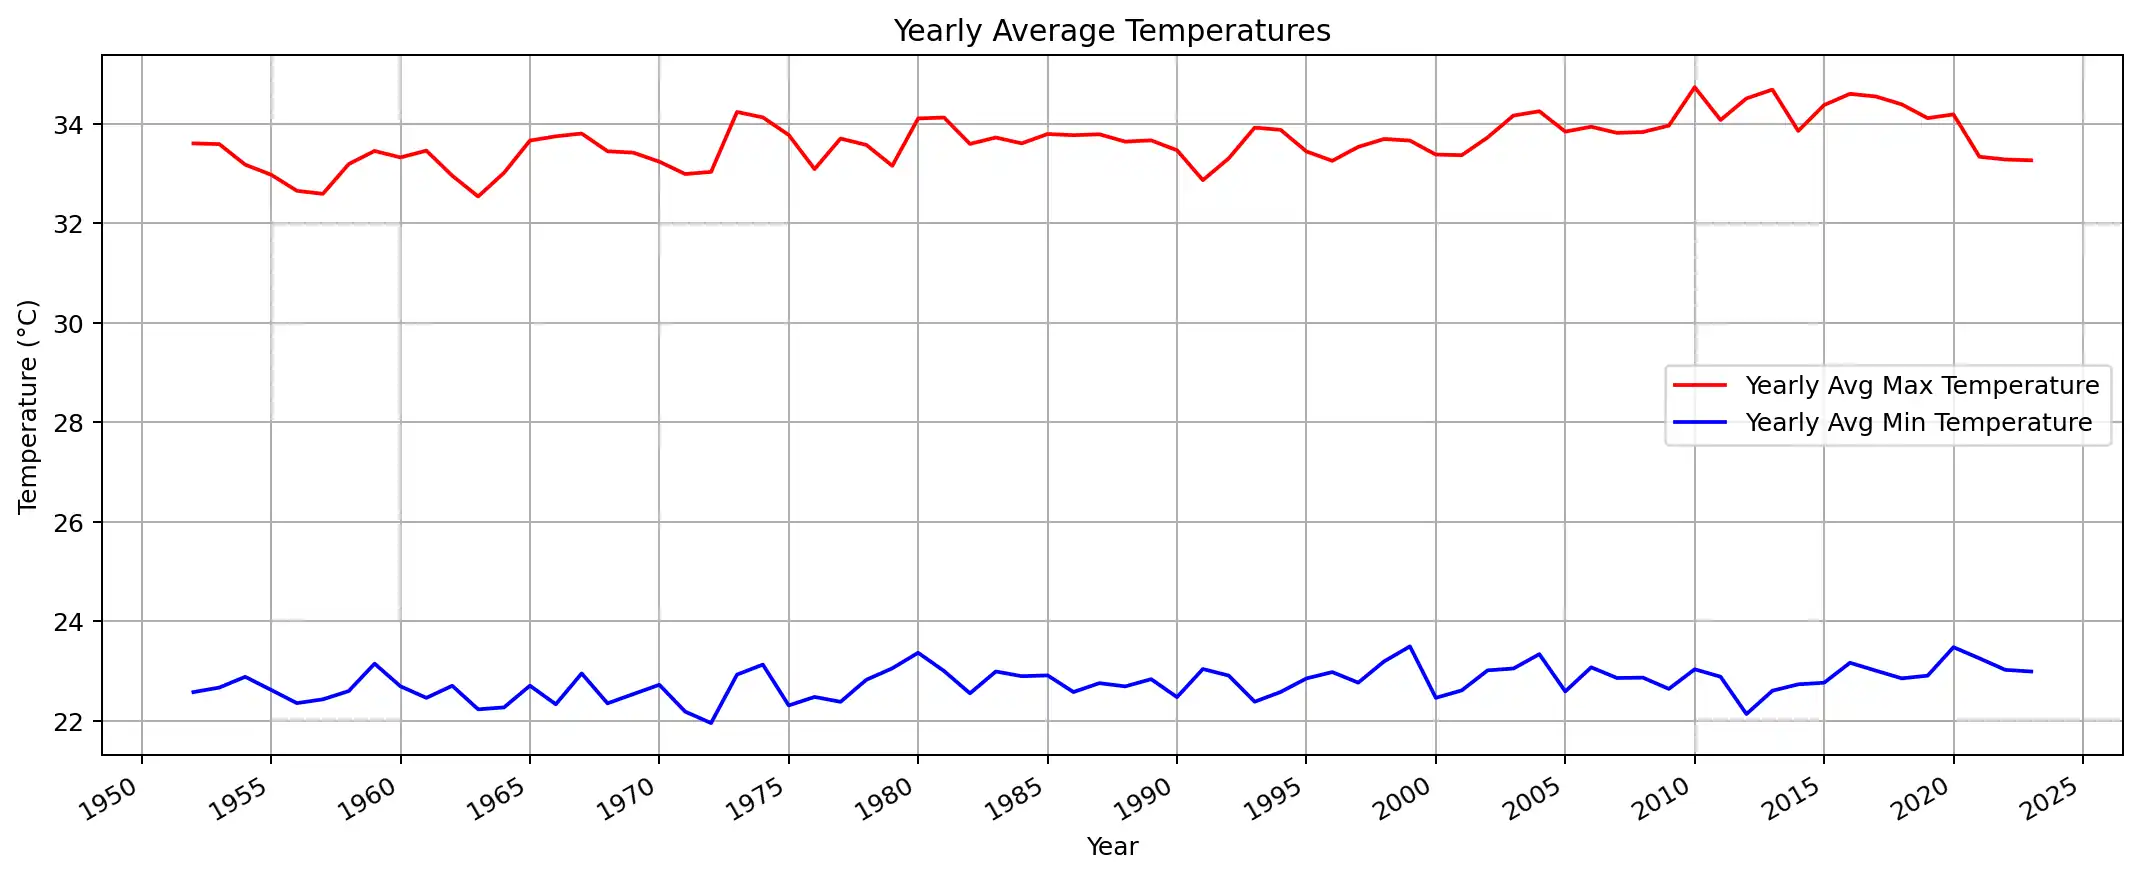 Yearly Average Temperatures
Temperature (°C)
34
32
30
28
26
24
22
Yearly Avg Max Temperature
Yearly Avg Min Temperature
1950 1955 1960 1965 1970 1975 1980 1985 1990 1995 2000 2005 2010 2015 2020 2025
Year